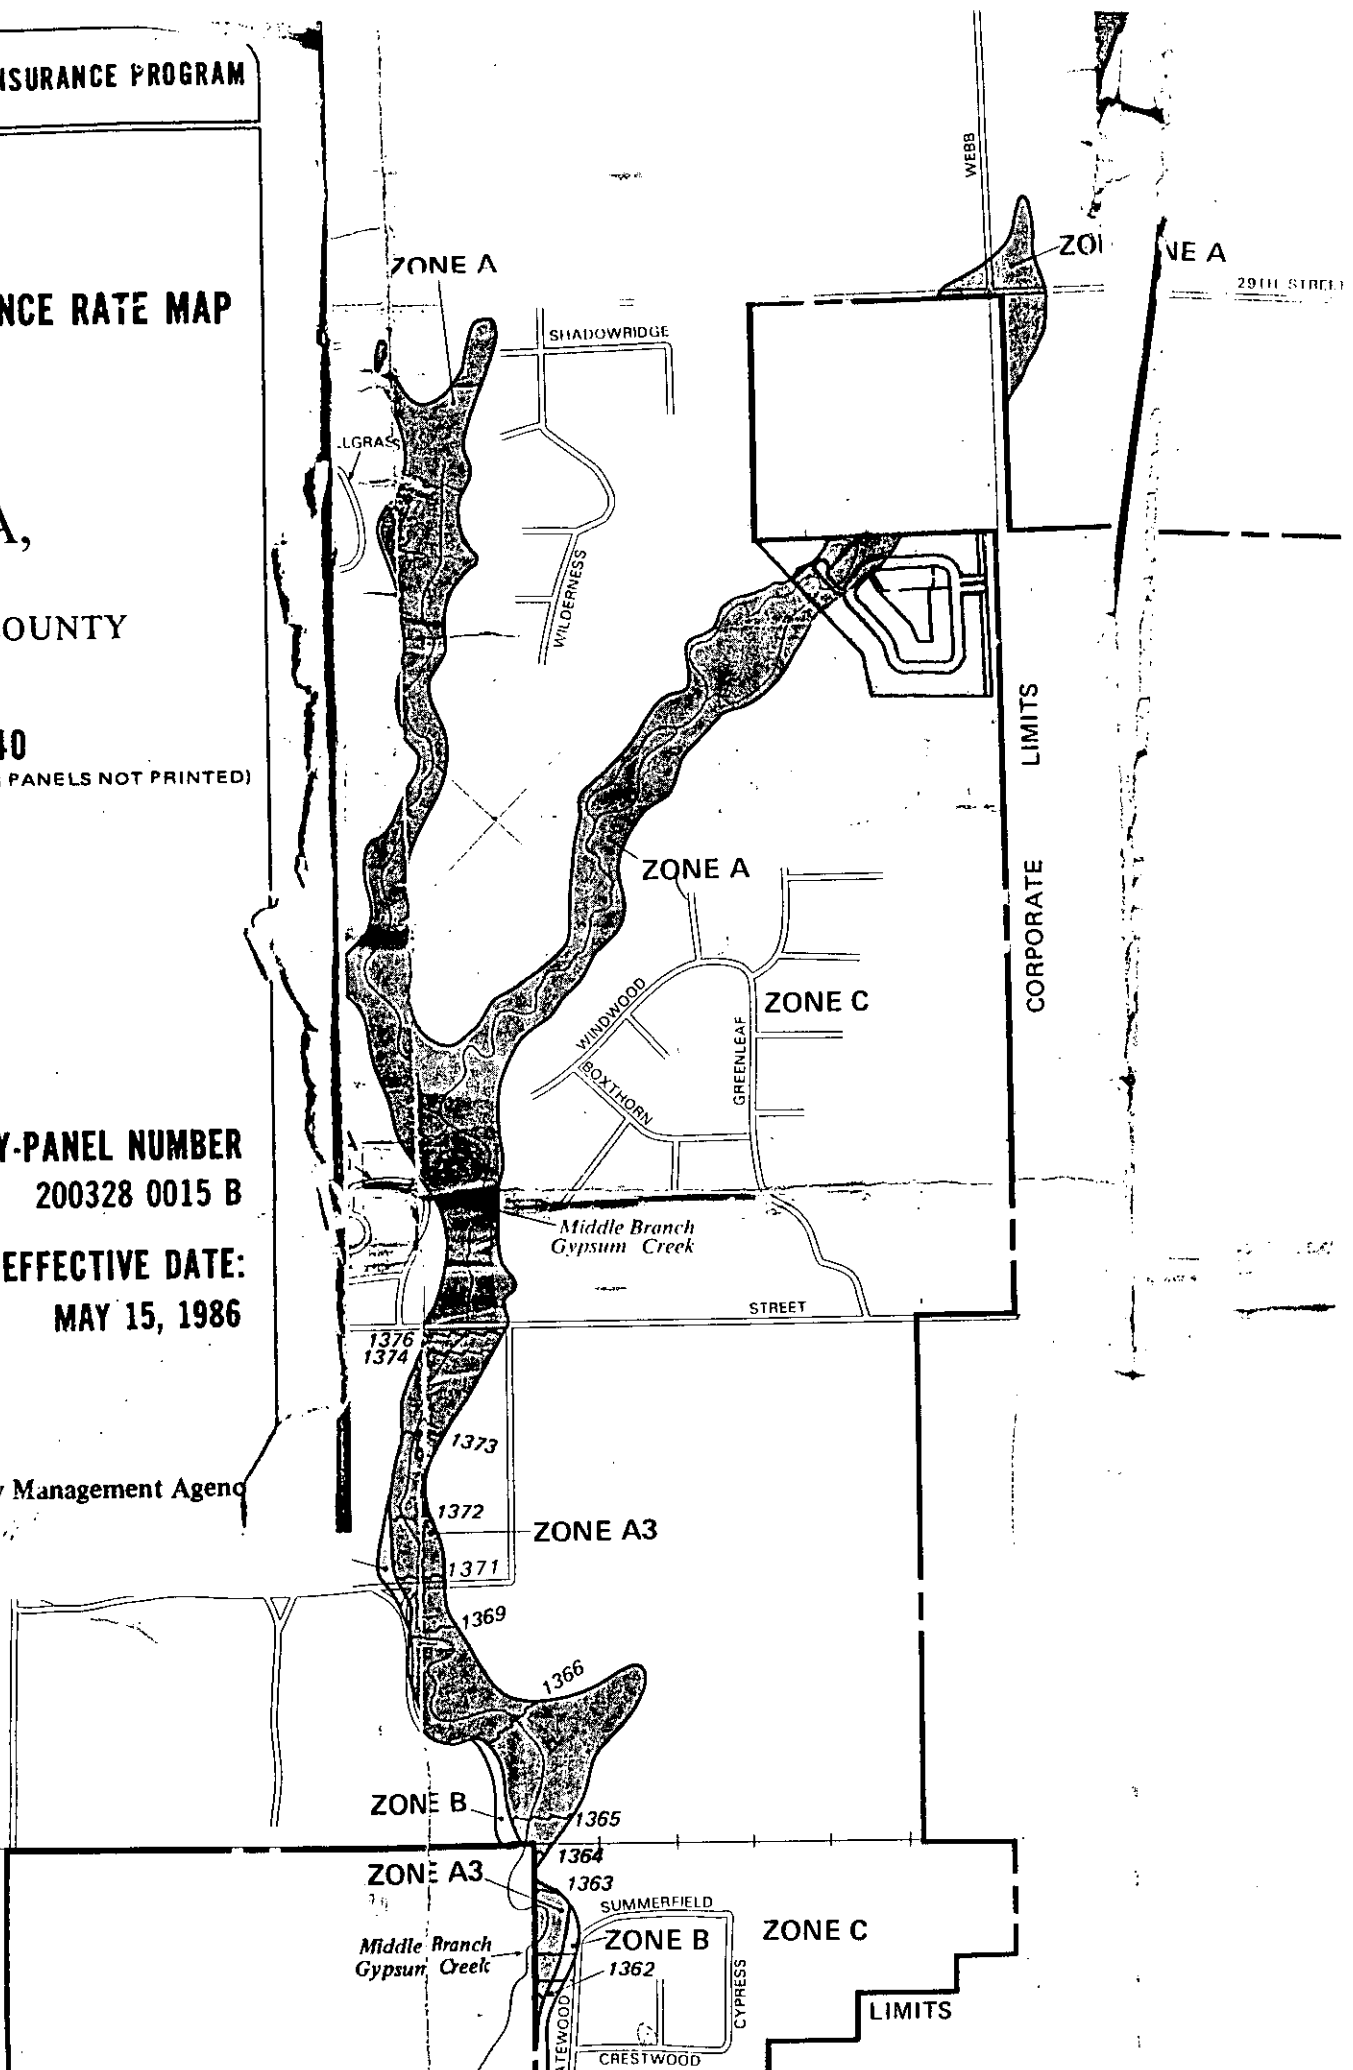 NSURANCE PROGRAM
NCE RATE MAP
A,
OUNTY
40
PANELS NOT PRINTED)
Y-PANEL NUMBER
200328 0015 B
EFFECTIVE DATE:
MAY 15, 1986
y Management Agenc
WEBB
ZONE A
ZO
NE A
29TH STREET
SHADOWRIDGE
LLGRASS
WILDERNESS
LIMITS
CORPORATE
ZONE A
ZONE C
WINDWOOD
BOXTHORN
GREENLEAF
Middle Branch
Gypsum Creek
STREET
1376
1374
1373
1372
ZONE A3
1371
1369
1366
ZONE B
1365
1364
ZONE A3
1363
SUMMERFIELD
ZONE C
ZONE B
Middle Branch
Gypsum Creek
1362
CYPRESS
LIMITS
ATEWOOD
CRESTWOOD